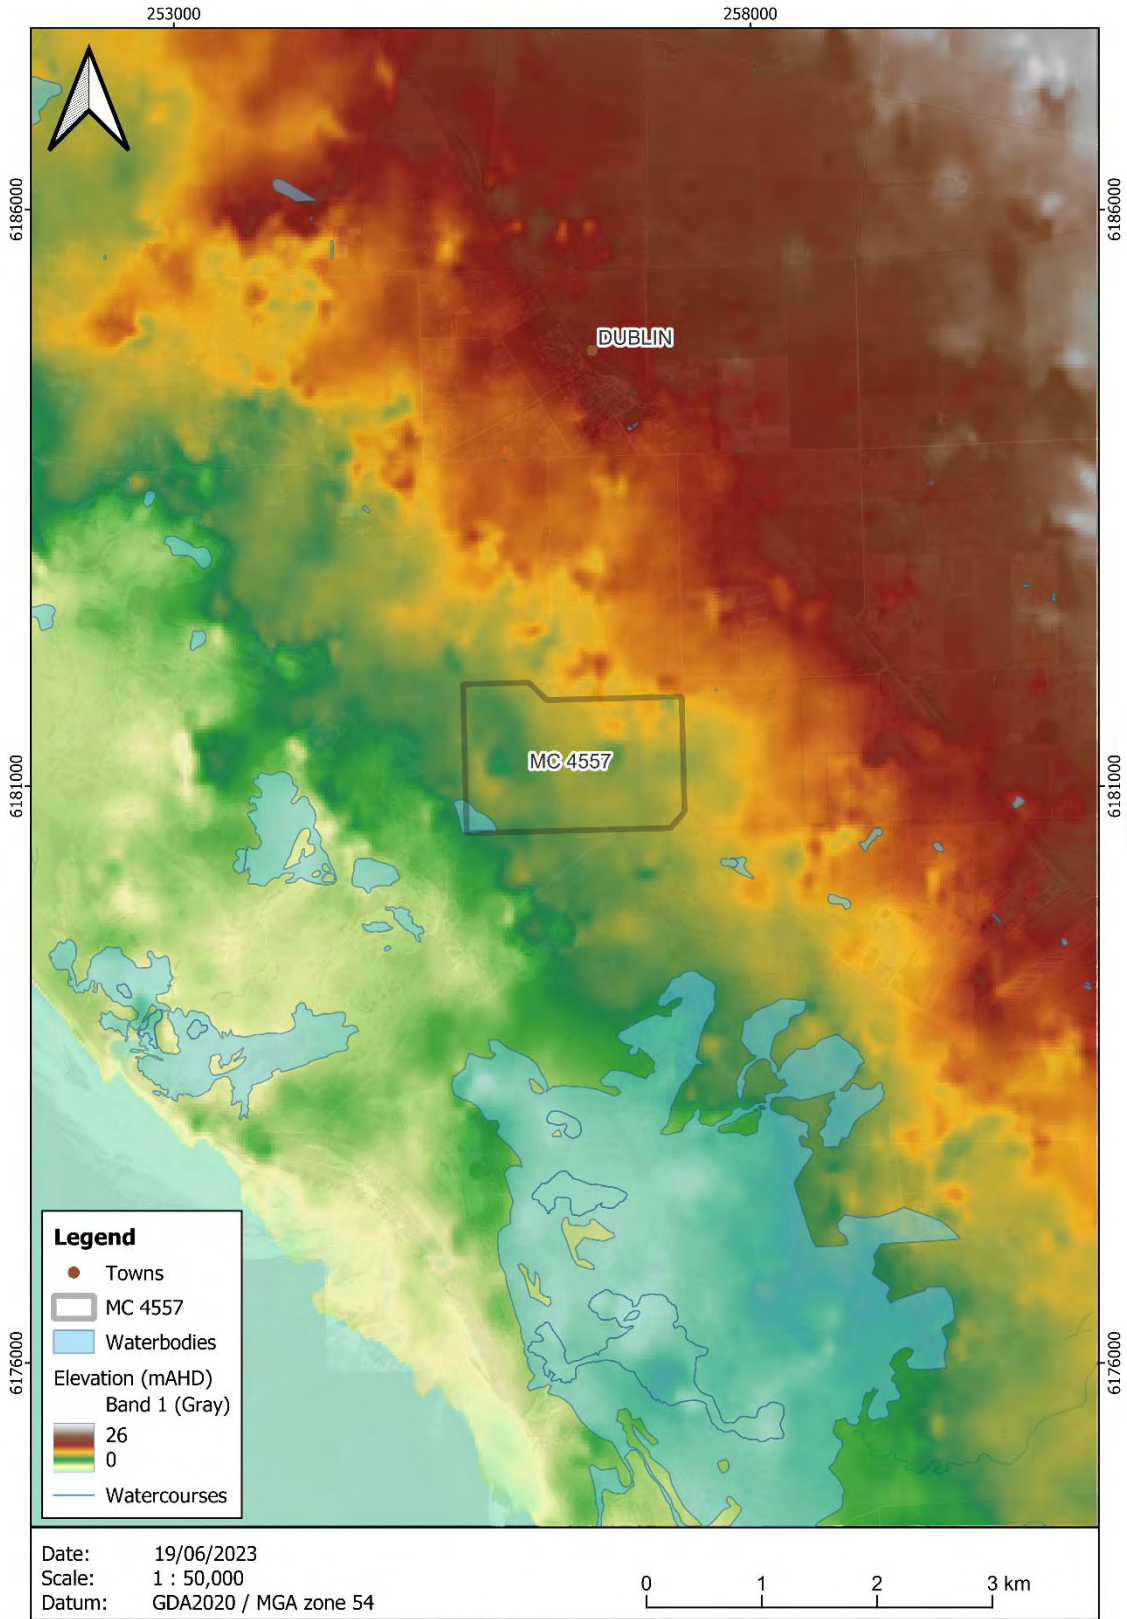 253000
258000
6186000
6186000
DUBLIN
MC 4557
6181000
6181000
6176000
6176000
Legend
Towns
MC 4557
Waterbodies
Elevation (mAHD)
Band 1 (Gray)
26
0
Watercourses
Date: 19/06/2023
Scale: 1 : 50,000
Datum: GDA2020 / MGA zone 54
0 1 2 3 km